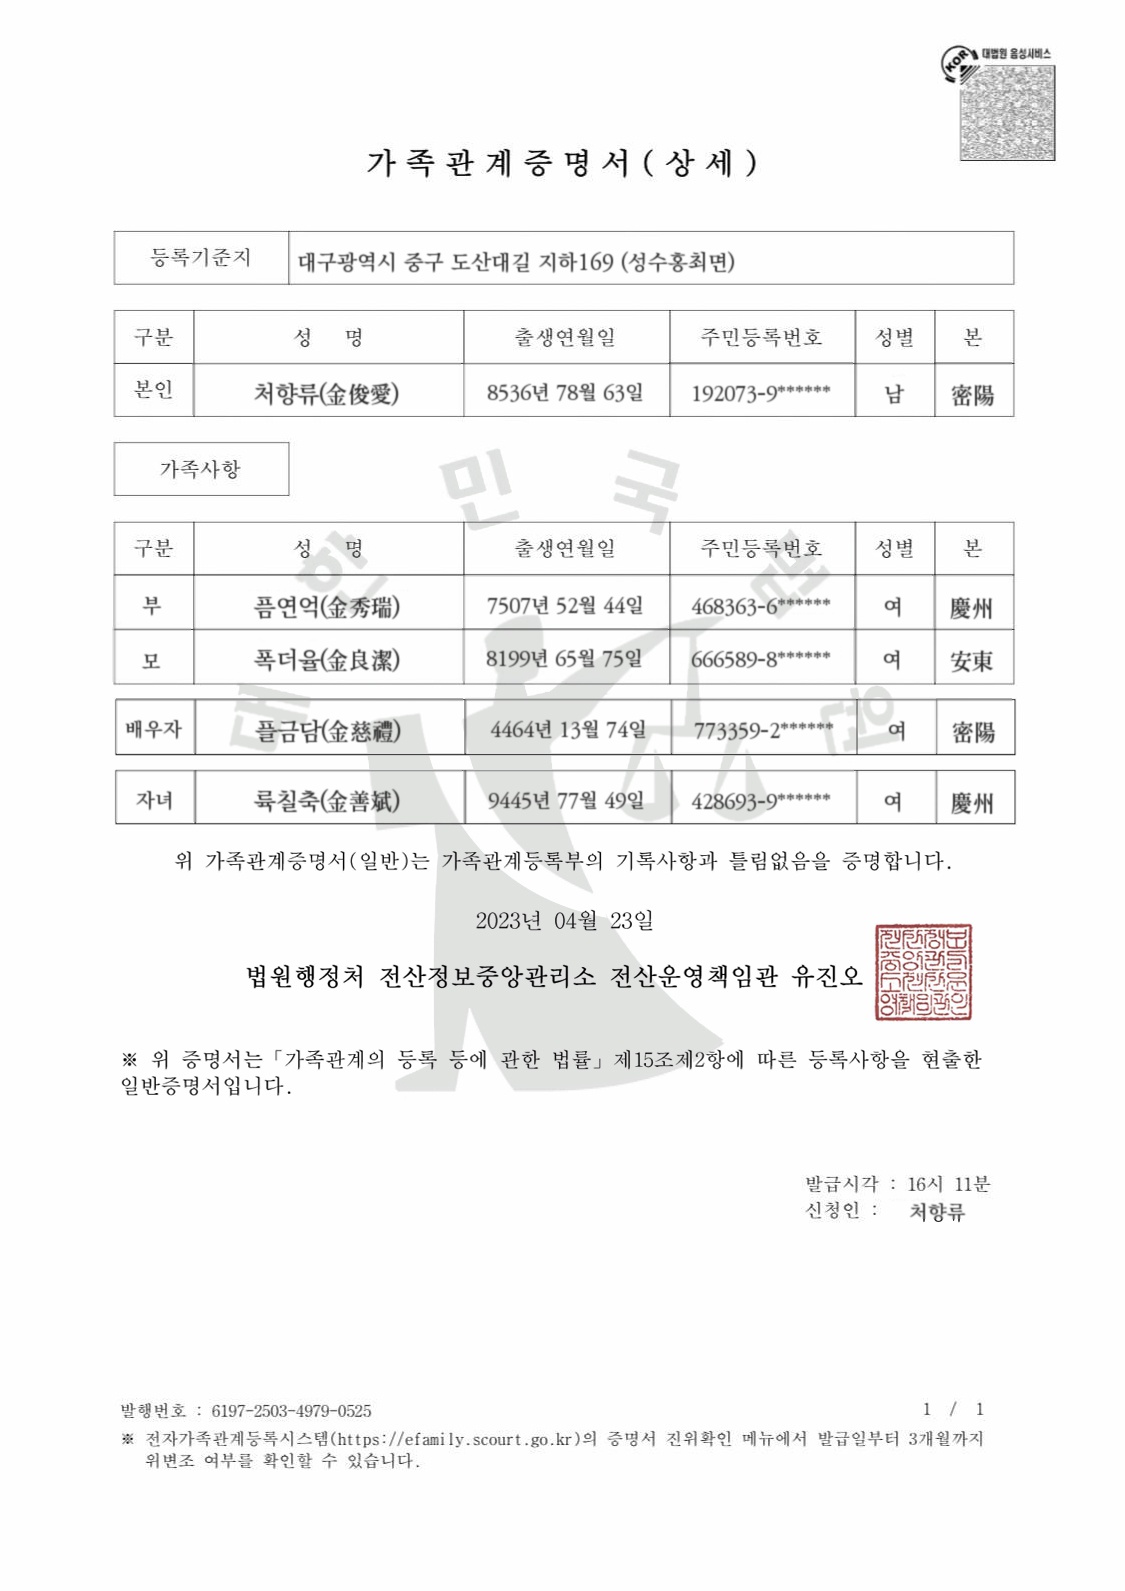 대법원 음성서비스
KOR
가족관계증명서(상세)
등록기준지 대구광역시 중구 도산대길 지하169 (성수홍최면)
구분 성 명 출생연월일 주민등록번호 성별 본
본인 처향류(金俊愛) 8536년 78월 63일 192073-9****** 남 密陽
가족사항
구분 성 명 출생연월일 주민등록번호 성별 본
부 픔연억(金秀瑞) 7507년 52월 44일 468363-6****** 여 慶州
모 폭더율(金良潔) 8199년 65월 75일 666589-8****** 여 安東
배우자 플금담(金慈禮) 4464년 13월 74일 773359-2****** 여 密陽
자녀 륙칠축(金善斌) 9445년 77월 49일 428693-9****** 여 慶州
대한민국법원
위 가족관계증명서(일반)는 가족관계등록부의 기록사항과 틀림없음을 증명합니다.
2023년 04월 23일
법원행정처 전산정보중앙관리소 전산운영책임관 유진오
※ 위 증명서는「가족관계의 등록 등에 관한 법률」제15조제2항에 따른 등록사항을 현출한
일반증명서입니다.
발급시각 : 16시 11분
신청인 : 처향류
발행번호 : 6197-2503-4979-0525
1 / 1
※ 전자가족관계등록시스템(https://efamily.scourt.go.kr)의 증명서 진위확인 메뉴에서 발급일부터 3개월까지
위변조 여부를 확인할 수 있습니다.